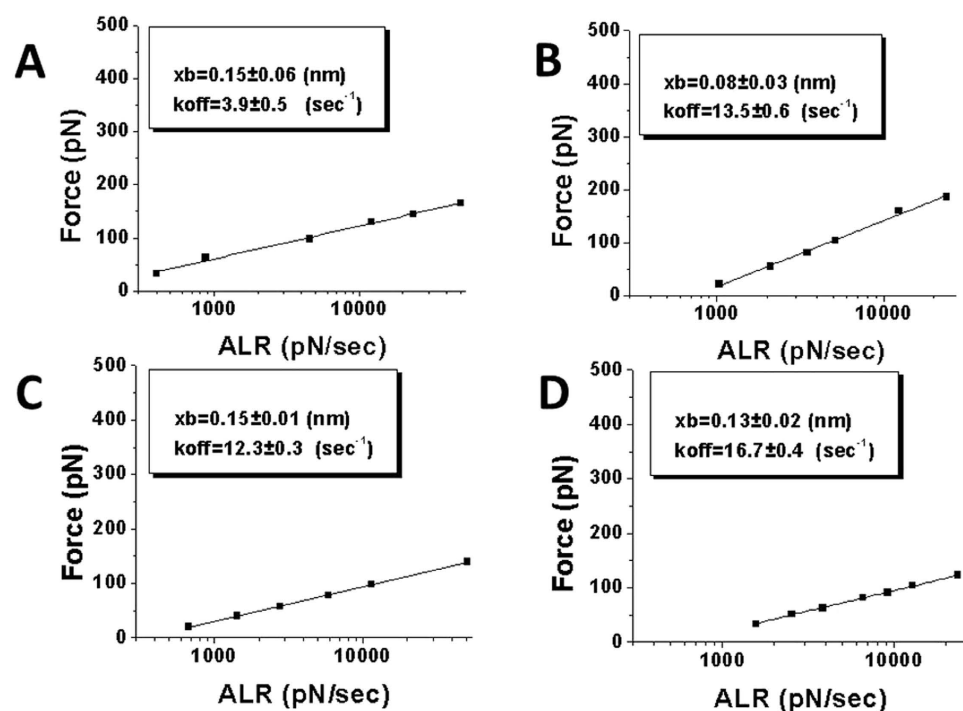 A
500
400
300
200
100
0
Force (pN)
xb=0.15±0.06 (nm)
koff=3.9±0.5 (sec⁻¹)
1000 10000
ALR (pN/sec)
B
500
400
300
200
100
0
Force (pN)
xb=0.08±0.03 (nm)
koff=13.5±0.6 (sec⁻¹)
1000 10000
ALR (pN/sec)
C
500
400
300
200
100
0
Force (pN)
xb=0.15±0.01 (nm)
koff=12.3±0.3 (sec⁻¹)
1000 10000
ALR (pN/sec)
D
500
400
300
200
100
0
Force (pN)
xb=0.13±0.02 (nm)
koff=16.7±0.4 (sec⁻¹)
1000 10000
ALR (pN/sec)